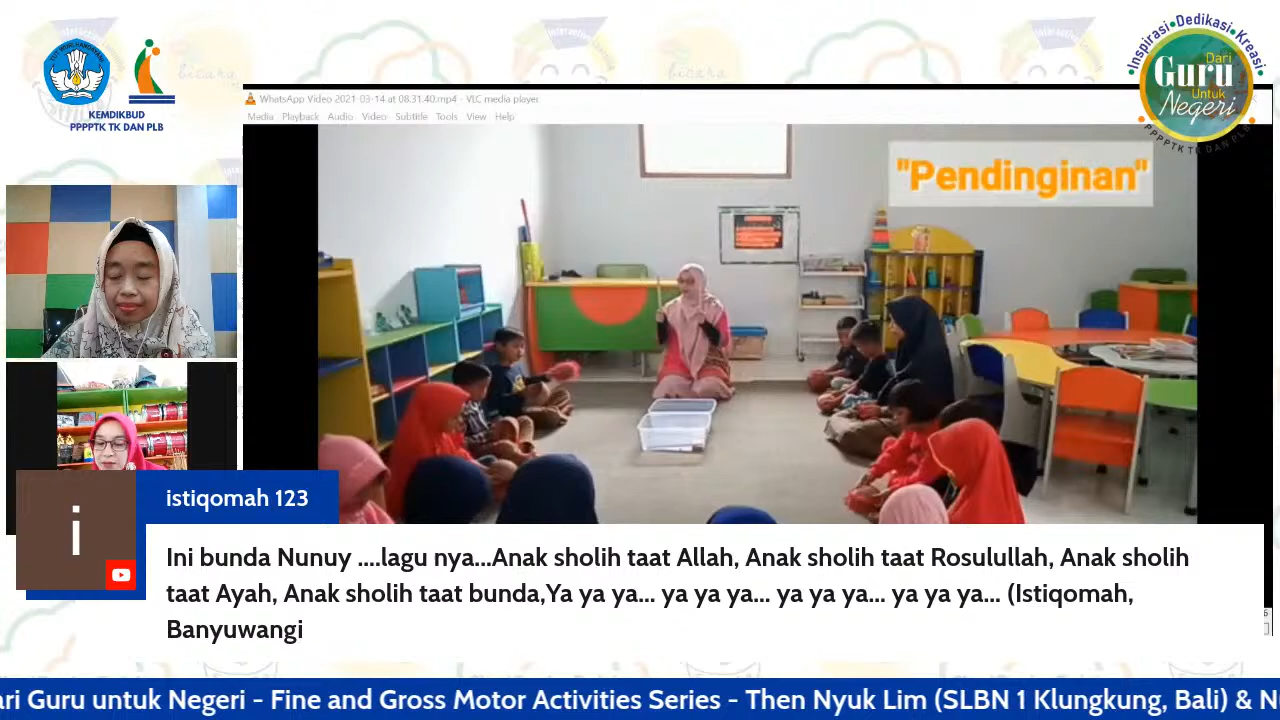 KEMDIKBUD
PPPPTK TK DAN PLB
Inspirasi•Dedikasi•Kreasi
Dari
Guru
Untuk
Negeri
PPPPTK TK DAN PLB
WhatsApp Video 2021-03-14 at 08.31.40.mp4 - VLC media player
Media Playback Audio Video Subtitle Tools View Help
"Pendinginan"
i
istiqomah 123
Ini bunda Nunuy ....lagu nya...Anak sholih taat Allah, Anak sholih taat Rosulullah, Anak sholih
taat Ayah, Anak sholih taat bunda,Ya ya ya... ya ya ya... ya ya ya... ya ya ya... (Istiqomah,
Banyuwangi
ari Guru untuk Negeri - Fine and Gross Motor Activities Series - Then Nyuk Lim (SLBN 1 Klungkung, Bali) & N